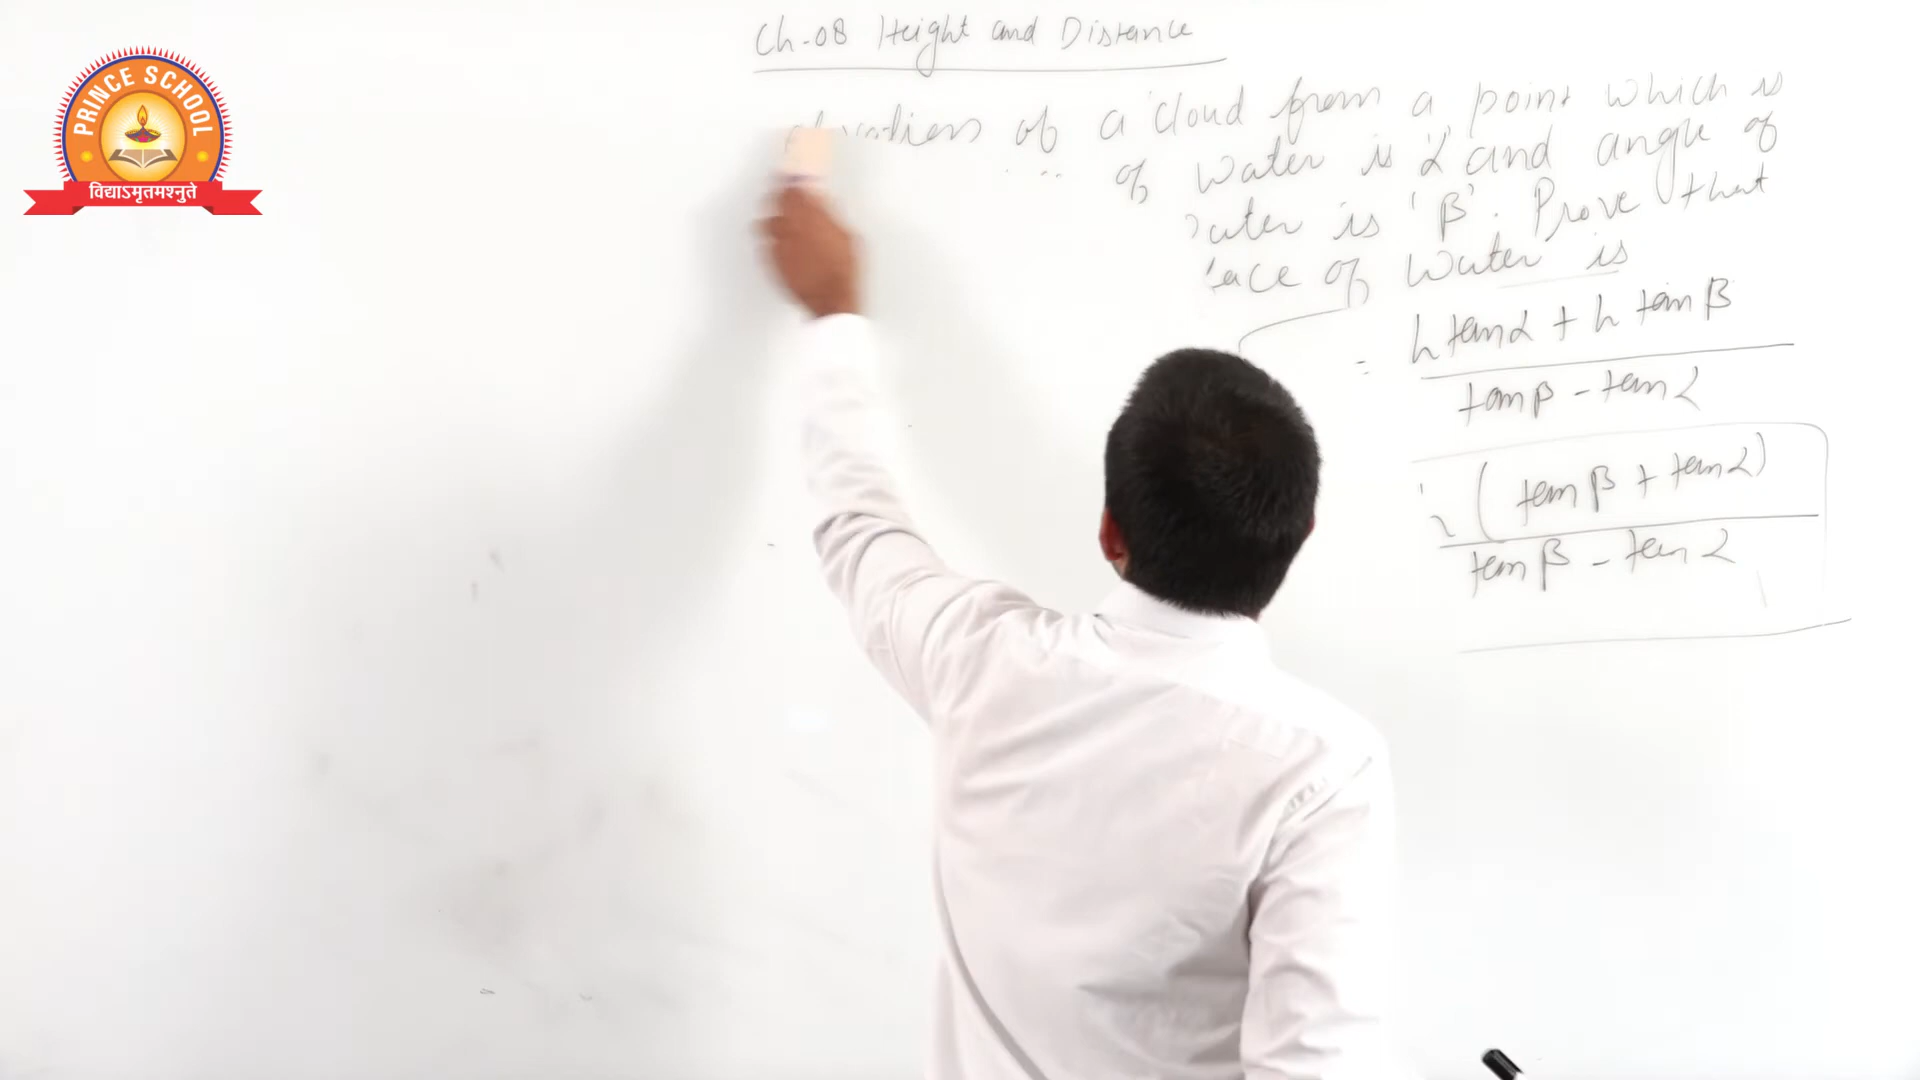 PRINCE SCHOOL
विद्याऽमृतमश्नुते
Ch-08 Height and Distance
of a cloud from a point which is
of water is 'α' and angle of
is 'β'. Prove that
of water is
= h tanα + h tanβ
tanβ - tanα
(tanβ + tanα)
tanβ - tanα